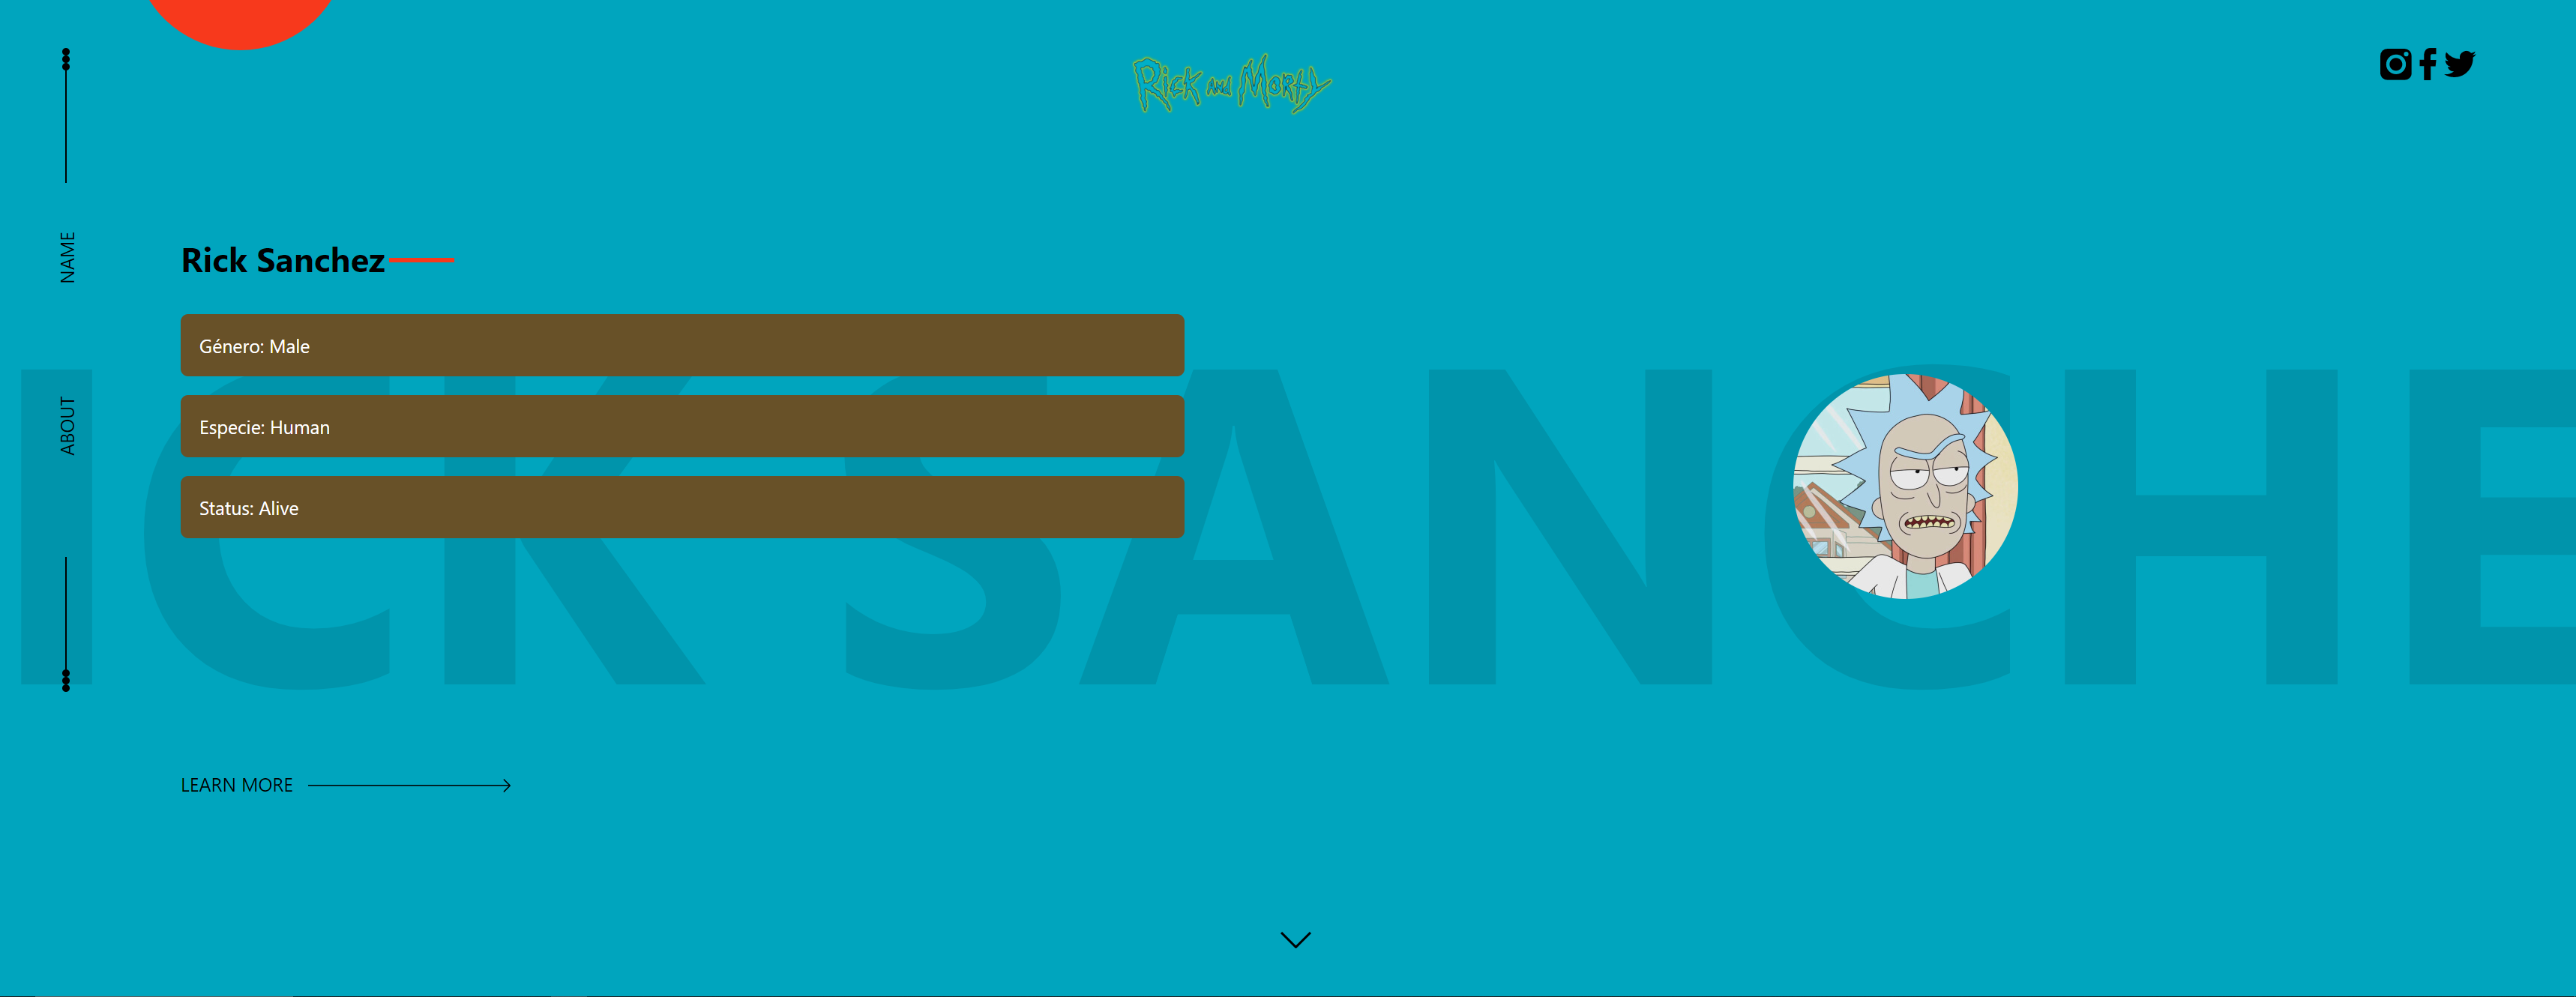 Rick and Morty
NAME
Rick Sanchez
Género: Male
ABOUT
Especie: Human
Status: Alive
ICK SANCHE
LEARN MORE